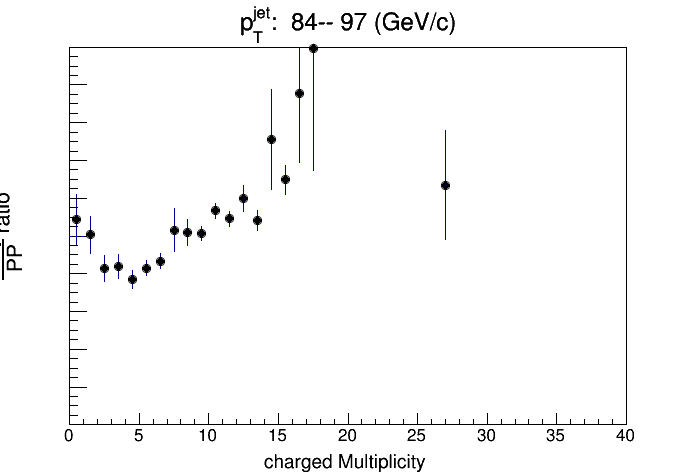 p_T^jet: 84-- 97 (GeV/c)
PP ratio
0 5 10 15 20 25 30 35 40
charged Multiplicity